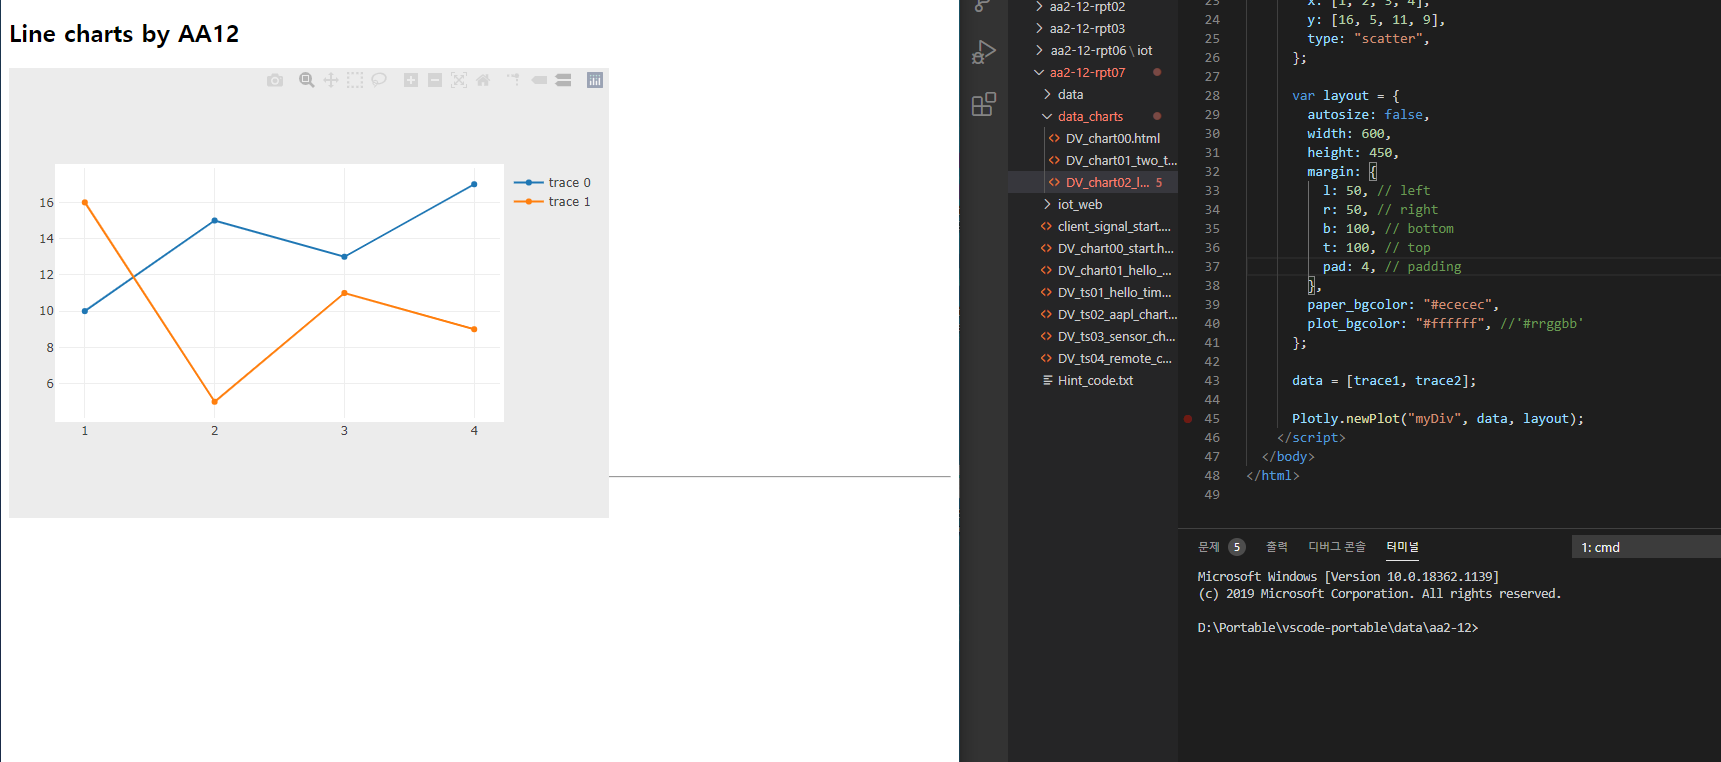 Line charts by AA12
trace 0
trace 1
16
14
12
10
8
6
1 2 3 4
aa2-12-rpt02
aa2-12-rpt03
aa2-12-rpt06 \ iot
aa2-12-rpt07
data
data_charts
DV_chart00.html
DV_chart01_two_t...
DV_chart02_l... 5
iot_web
client_signal_start....
DV_chart00_start.h...
DV_chart01_hello_...
DV_ts01_hello_tim...
DV_ts02_aapl_chart...
DV_ts03_sensor_ch...
DV_ts04_remote_c...
Hint_code.txt
23 x: [1, 2, 3, 4],
24 y: [16, 5, 11, 9],
25 type: "scatter",
26 };
27
28 var layout = {
29 autosize: false,
30 width: 600,
31 height: 450,
32 margin: {
33 l: 50, // left
34 r: 50, // right
35 b: 100, // bottom
36 t: 100, // top
37 pad: 4, // padding
38 },
39 paper_bgcolor: "#ececec",
40 plot_bgcolor: "#ffffff", //'#rrggbb'
41 };
42
43 data = [trace1, trace2];
44
45 Plotly.newPlot("myDiv", data, layout);
46 </script>
47 </body>
48 </html>
49
문제 5 출력 디버그 콘솔 터미널 1: cmd
Microsoft Windows [Version 10.0.18362.1139]
(c) 2019 Microsoft Corporation. All rights reserved.
D:\Portable\vscode-portable\data\aa2-12>